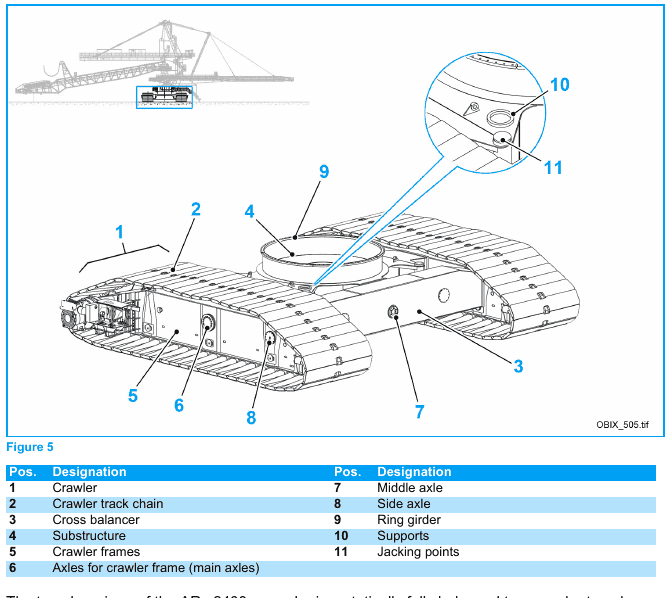 10
11
9
4
2
1
3
5
6
7
8
OBIX_505.tif
Figure 5
Pos. Designation Pos. Designation
1 Crawler 7 Middle axle
2 Crawler track chain 8 Side axle
3 Cross balancer 9 Ring girder
4 Substructure 10 Supports
5 Crawler frames 11 Jacking points
6 Axles for crawler frame (main axles)